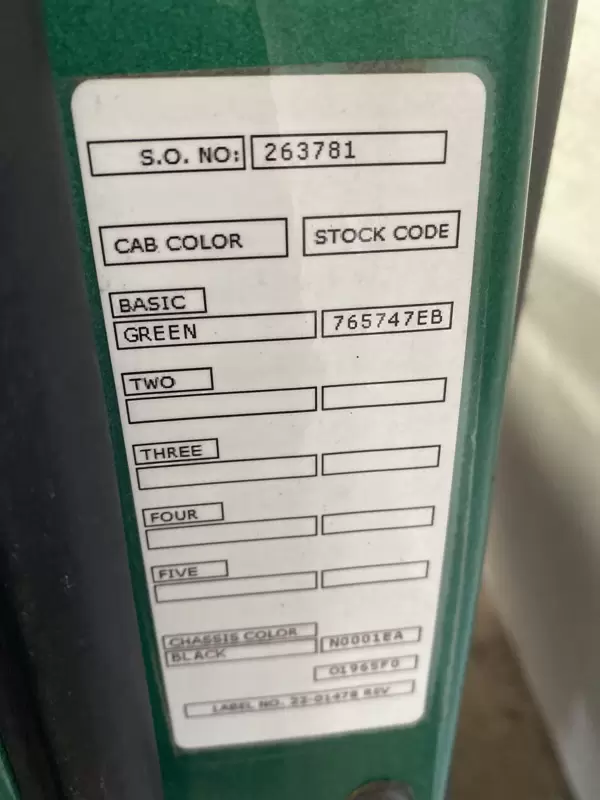 S.O. NO: 263781
CAB COLOR STOCK CODE
BASIC
GREEN 765747EB
TWO
THREE
FOUR
FIVE
CHASSIS COLOR
BLACK N0001EA
01965F0
LABEL NO. 22-01478 REV